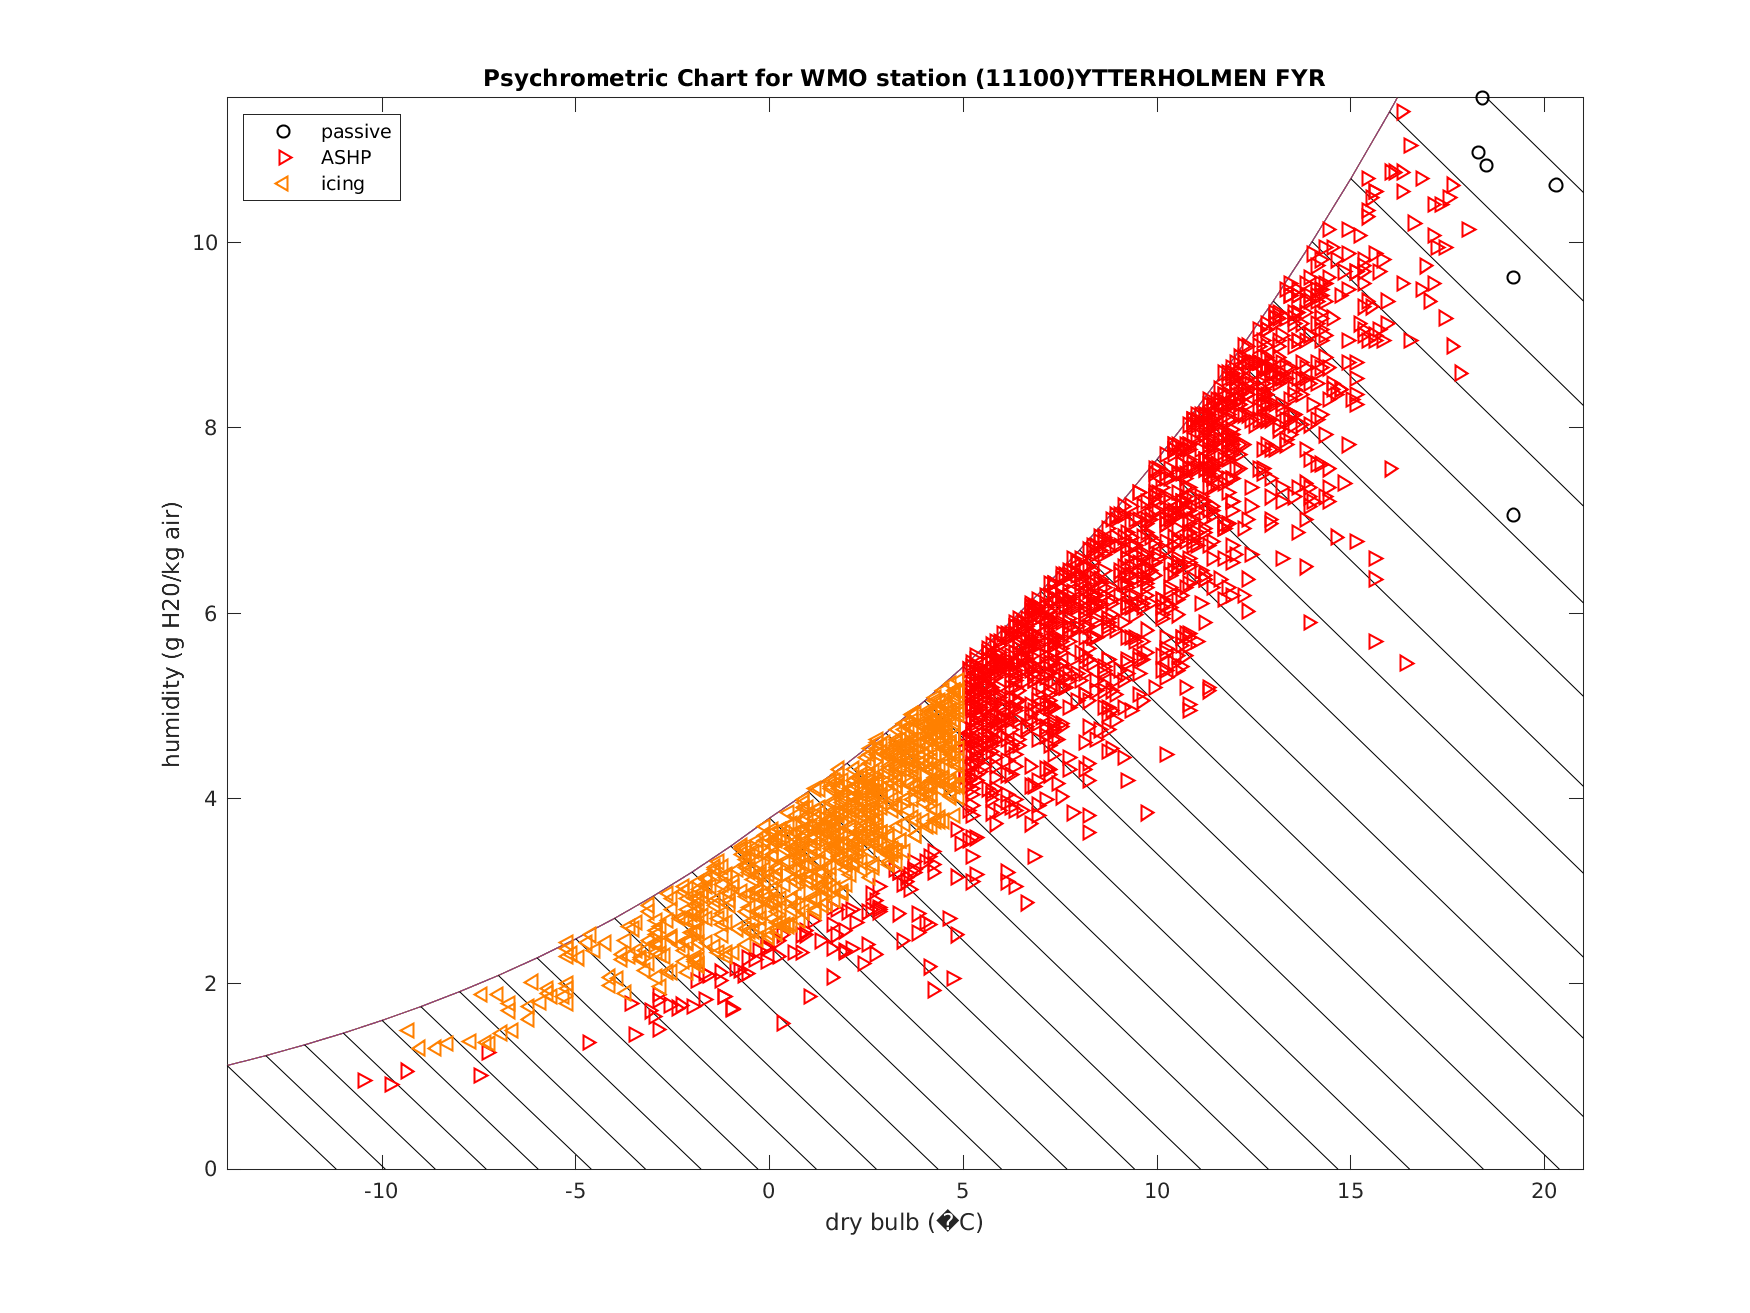 Psychrometric Chart for WMO station (11100)YTTERHOLMEN FYR
passive
ASHP
icing
10
8
6
4
2
0
humidity (g H20/kg air)
-10 -5 0 5 10 15 20
dry bulb (�C)